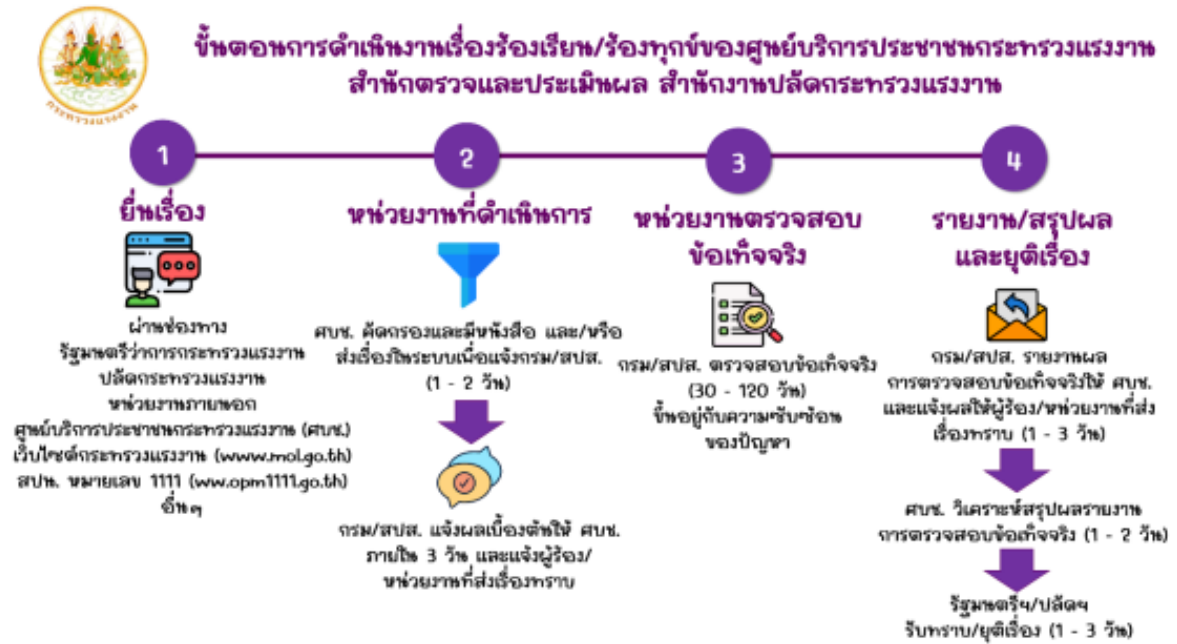 กระทรวงแรงงาน
ขั้นตอนการดำเนินงานเรื่องร้องเรียน/ร้องทุกข์ของศูนย์บริการประชาชนกระทรวงแรงงาน
สำนักตรวจและประเมินผล สำนักงานปลัดกระทรวงแรงงาน
1
ยื่นเรื่อง
ผ่านช่องทาง
รัฐมนตรีว่าการกระทรวงแรงงาน
ปลัดกระทรวงแรงงาน
หน่วยงานภายนอก
ศูนย์บริการประชาชนกระทรวงแรงงาน (ศบช.)
เว็บไซต์กระทรวงแรงงาน (www.mol.go.th)
สปน. หมายเลข 1111 (ww.opm1111.go.th)
อื่นๆ
2
หน่วยงานที่ดำเนินการ
ศบช. คัดกรองและมีหนังสือ และ/หรือ
ส่งเรื่องในระบบเพื่อแจ้งกรม/สปส.
(1 - 2 วัน)
กรม/สปส. แจ้งผลเบื้องต้นให้ ศบช.
ภายใน 3 วัน และแจ้งผู้ร้อง/
หน่วยงานที่ส่งเรื่องทราบ
3
หน่วยงานตรวจสอบ
ข้อเท็จจริง
กรม/สปส. ตรวจสอบข้อเท็จจริง
(30 - 120 วัน)
ขึ้นอยู่กับความซับซ้อน
ของปัญหา
4
รายงาน/สรุปผล
และยุติเรื่อง
กรม/สปส. รายงานผล
การตรวจสอบข้อเท็จจริงให้ ศบช.
และแจ้งผลให้ผู้ร้อง/หน่วยงานที่ส่ง
เรื่องทราบ (1 - 3 วัน)
ศบช. วิเคราะห์สรุปผลรายงาน
การตรวจสอบข้อเท็จจริง (1 - 2 วัน)
รัฐมนตรีฯ/ปลัดฯ
รับทราบ/ยุติเรื่อง (1 - 3 วัน)